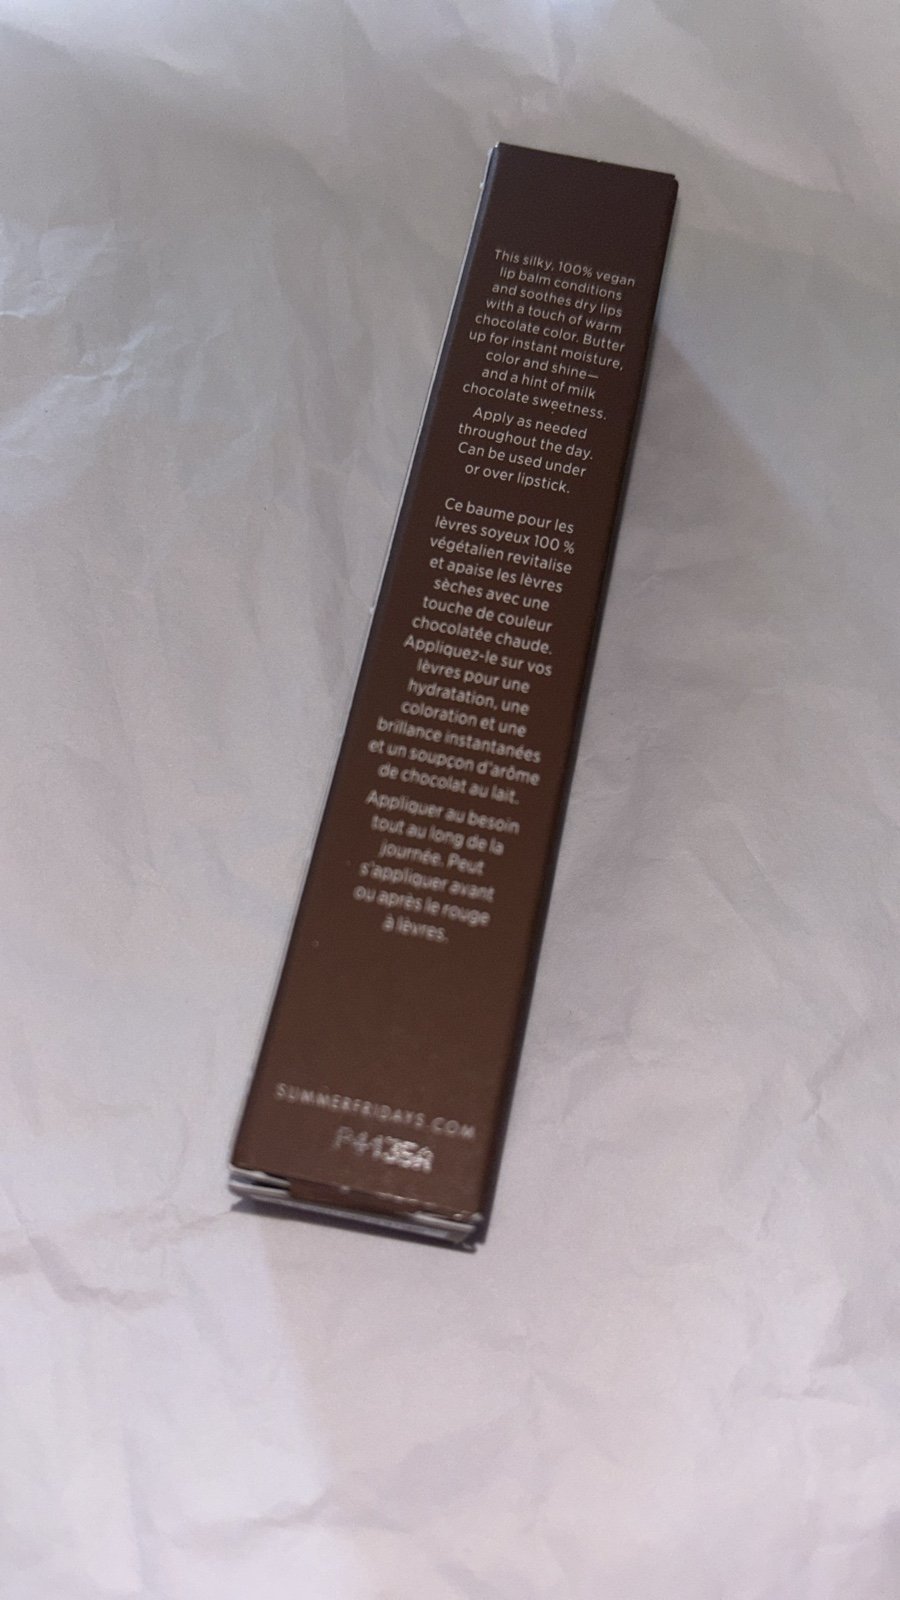 This silky, 100% vegan
lip balm conditions
and soothes dry lips
with a touch of warm
chocolate color. Butter
up for instant moisture,
color and shine—
and a hint of milk
chocolate sweetness.
Apply as needed
throughout the day.
Can be used under
or over lipstick.
Ce baume pour les
lèvres soyeux 100 %
végétalien revitalise
et apaise les lèvres
sèches avec une
touche de couleur
chocolatée chaude.
Appliquez-le sur vos
lèvres pour une
hydratation, une
coloration et une
brillance instantanées
et un soupçon d'arôme
de chocolat au lait.
Appliquer au besoin
tout au long de la
journée. Peut
s'appliquer avant
ou après le rouge
à lèvres.
SUMMERFRIDAYS.COM